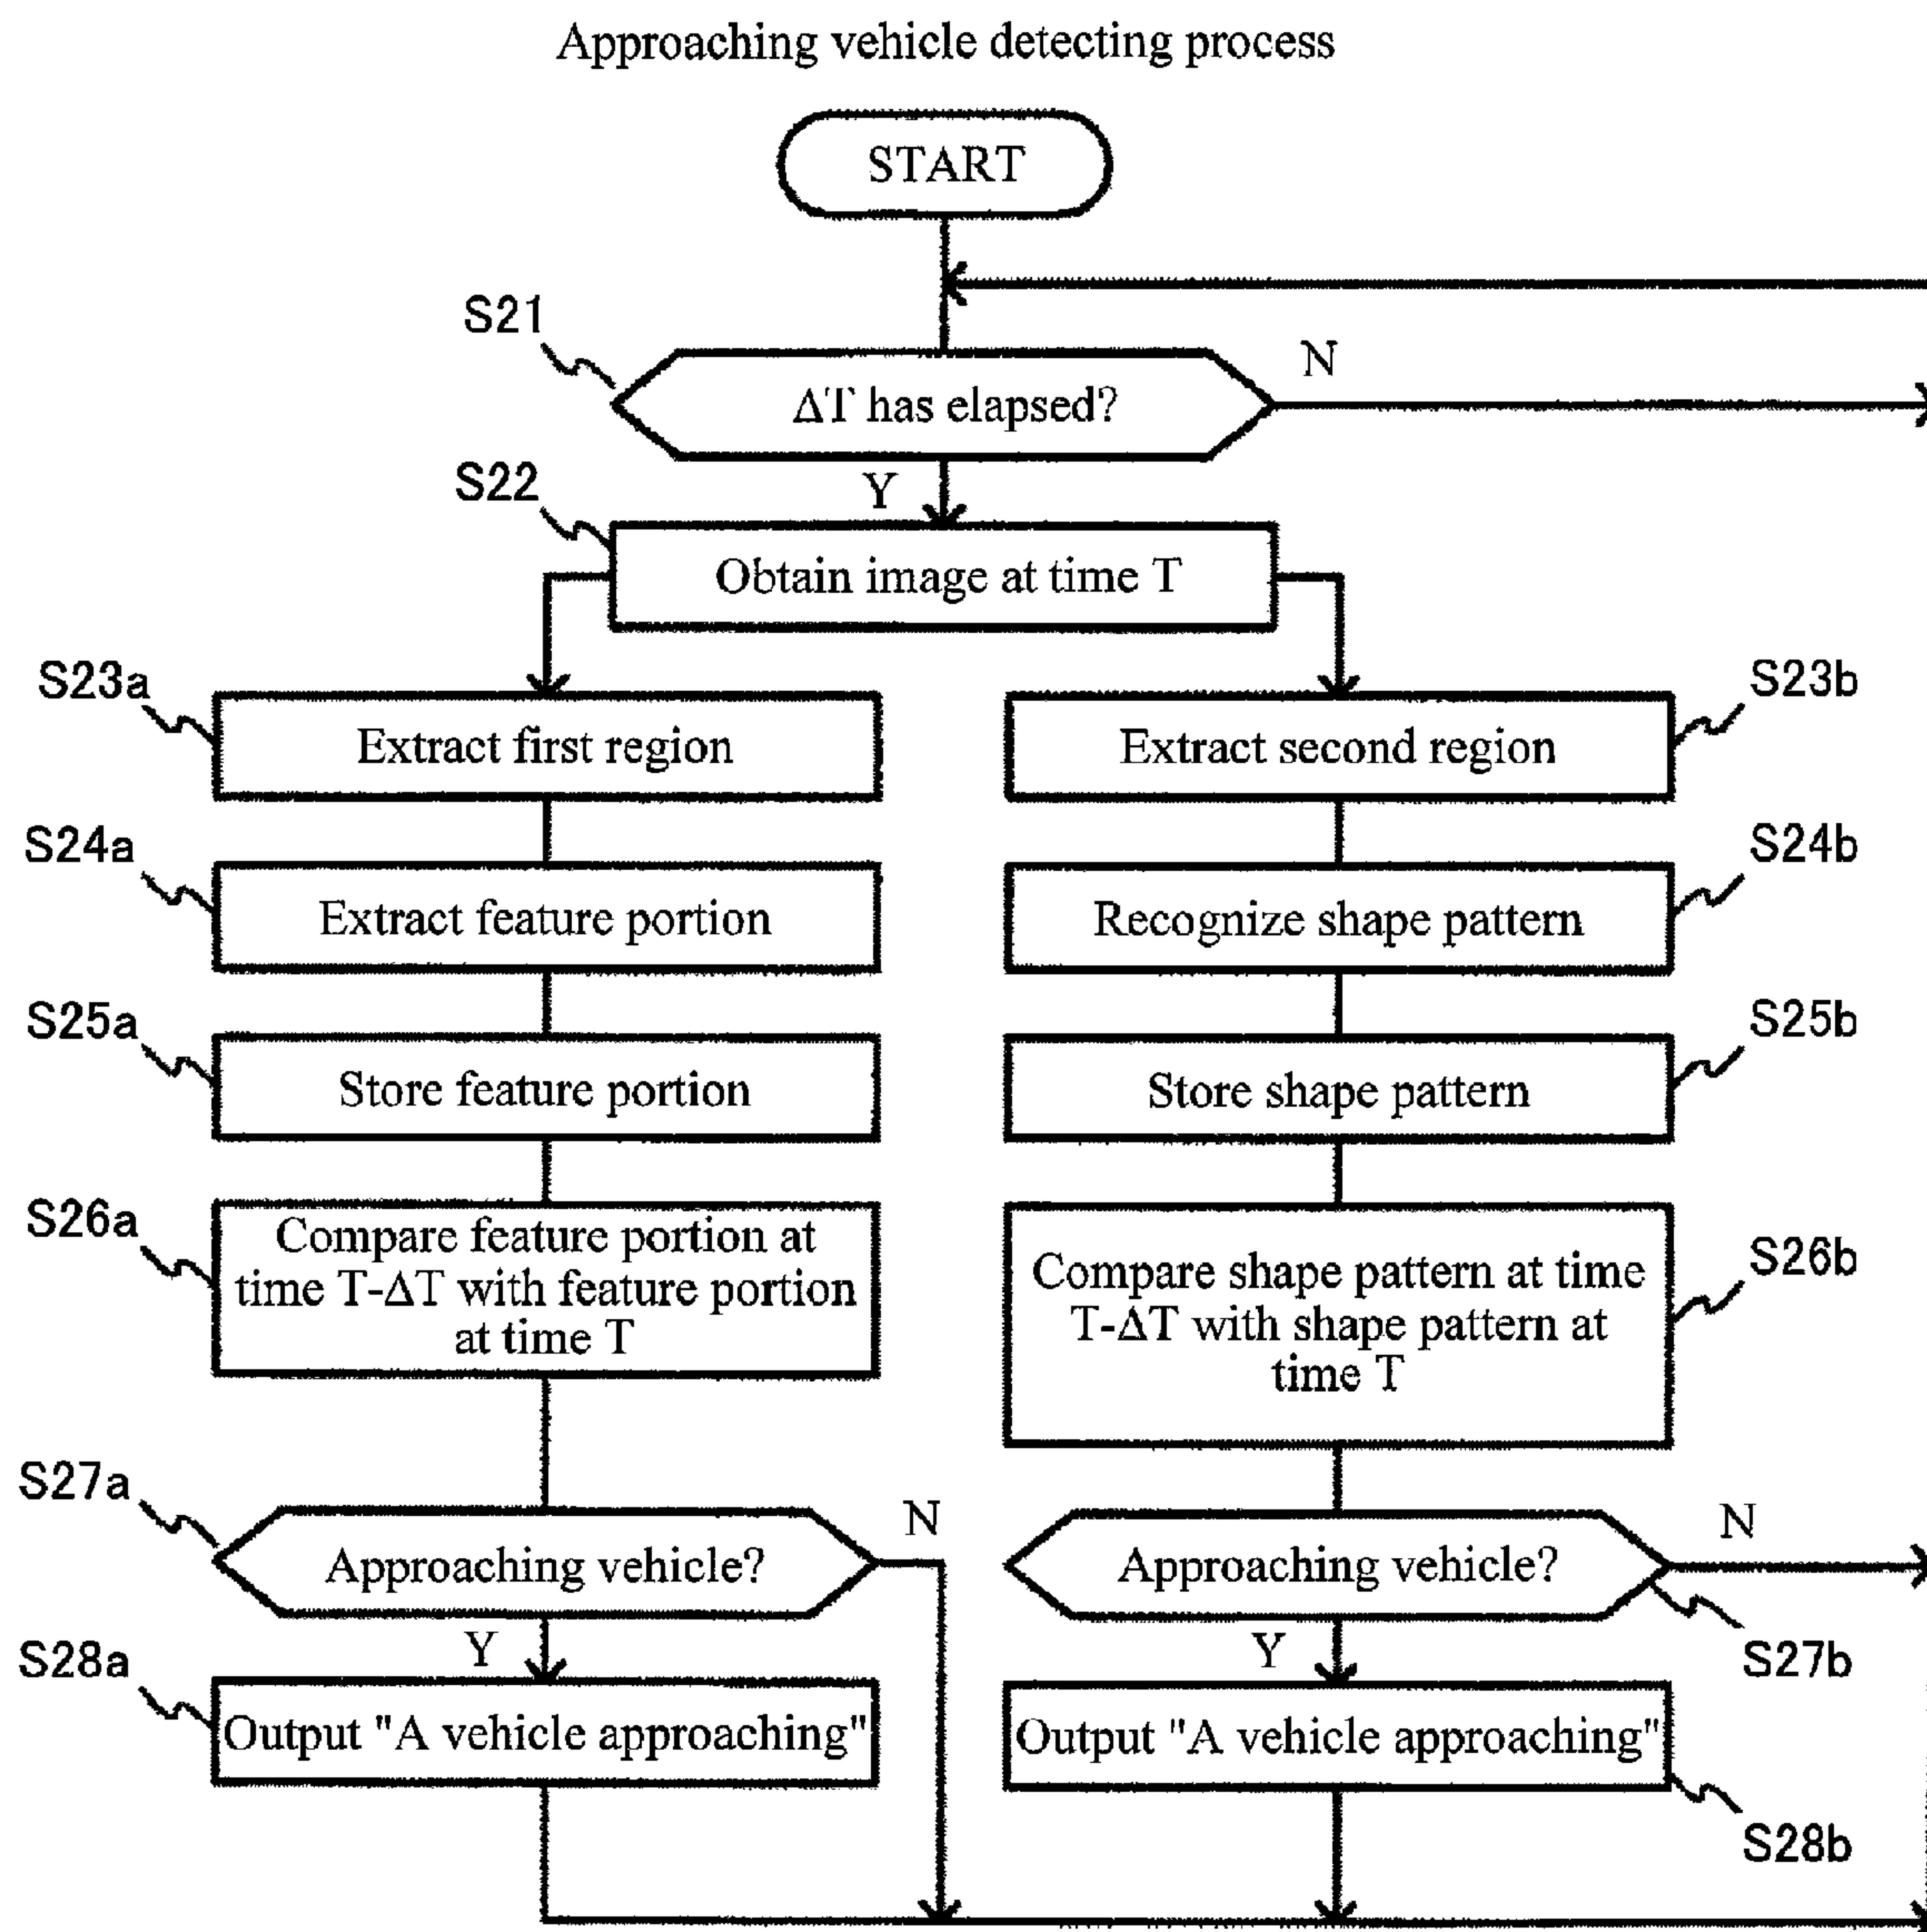 Approaching vehicle detecting process
START
S21
ΔT has elapsed?
N
Y
S22
Obtain image at time T
S23a
Extract first region
S23b
Extract second region
S24a
Extract feature portion
S24b
Recognize shape pattern
S25a
Store feature portion
S25b
Store shape pattern
S26a
Compare feature portion at
time T-ΔT with feature portion
at time T
S26b
Compare shape pattern at time
T-ΔT with shape pattern at
time T
S27a
Approaching vehicle?
N
Y
S27b
Approaching vehicle?
N
Y
S28a
Output "A vehicle approaching"
S28b
Output "A vehicle approaching"